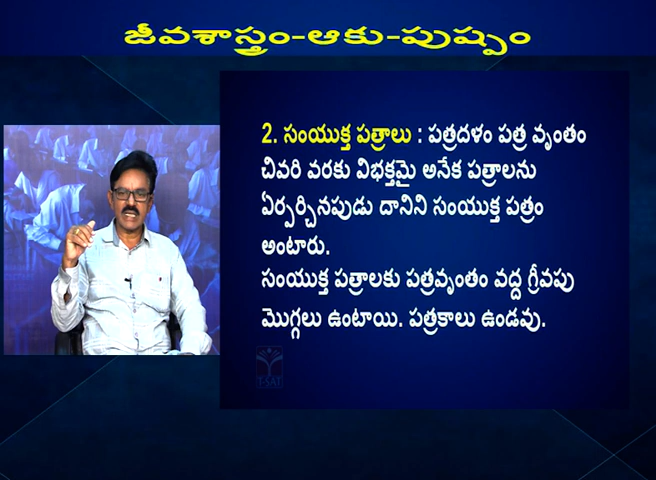 జీవశాస్త్రం-ఆకు-పుష్పం
2. సంయుక్త పత్రాలు : పత్రదళం పత్ర వృంతం
చివరి వరకు విభక్తమై అనేక పత్రాలను
ఏర్పర్చినపుడు దానిని సంయుక్త పత్రం
అంటారు.
సంయుక్త పత్రాలకు పత్రవృంతం వద్ద గ్రీవపు
మొగ్గలు ఉంటాయి. పత్రకాలు ఉండవు.
T-SAT